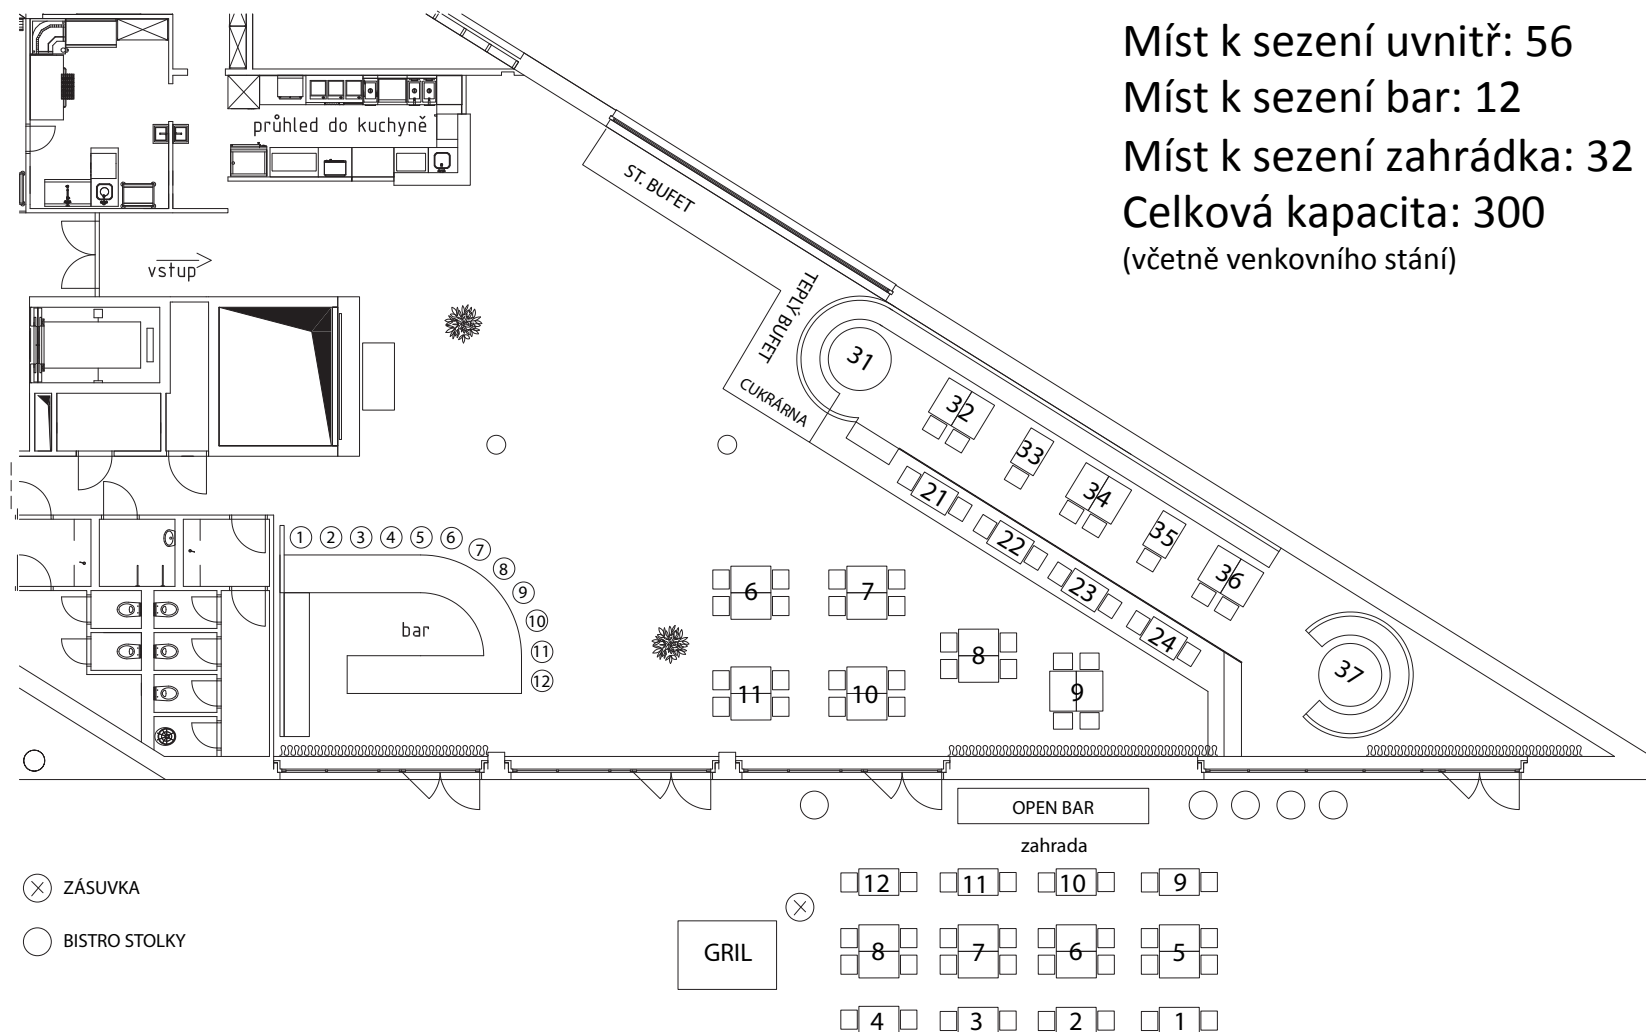 Míst k sezení uvnitř: 56
Míst k sezení bar: 12
Míst k sezení zahrádka: 32
Celková kapacita: 300
(včetně venkovního stání)
průhled do kuchyně
ST. BUFET
vstup
TEPLÝ BUFET
CUKRÁRNA
31
32
33
34
35
36
37
21
22
23
24
1 2 3 4 5 6
7
8
9
10
11
12
bar
6 7
8
9
11 10
OPEN BAR
zahrada
12 11 10 9
ZÁSUVKA
BISTRO STOLKY
GRIL
8 7 6 5
4 3 2 1